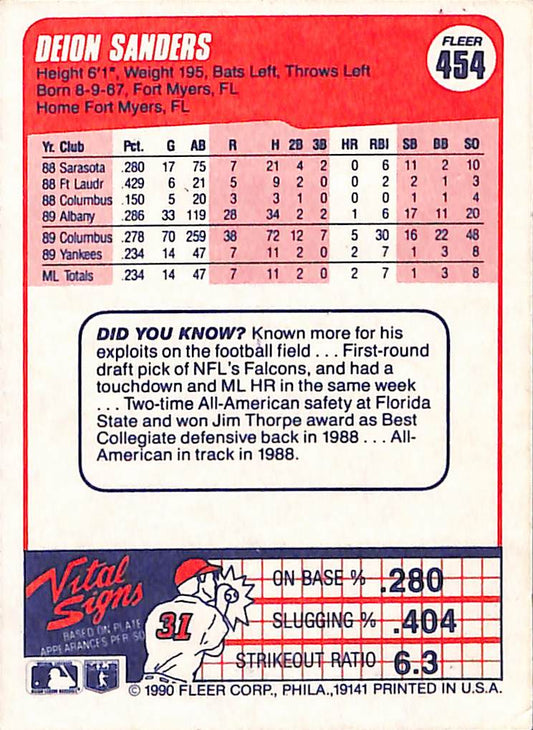 DEION SANDERS
FLEER
454
Height 6'1", Weight 195, Bats Left, Throws Left
Born 8-9-67, Fort Myers, FL
Home Fort Myers, FL
Yr. Club Pct. G AB R H 2B 3B HR RBI SB BB SO
88 Sarasota .280 17 75 7 21 4 2 0 6 11 2 10
88 Ft Laudr .429 6 21 5 9 2 0 0 2 2 1 3
88 Columbus .150 5 20 3 3 1 0 0 0 1 1 4
89 Albany .286 33 119 28 34 2 2 1 6 17 11 20
89 Columbus .278 70 259 38 72 12 7 5 30 16 22 48
89 Yankees .234 14 47 7 11 2 0 2 7 1 3 8
ML Totals .234 14 47 7 11 2 0 2 7 1 3 8
DID YOU KNOW? Known more for his
exploits on the football field . . . First-round
draft pick of NFL's Falcons, and had a
touchdown and ML HR in the same week
. . . Two-time All-American safety at Florida
State and won Jim Thorpe award as Best
Collegiate defensive back in 1988 . . . All-
American in track in 1988.
Vital
Signs
BASED ON PLATE
APPEARANCES PER SO
31
ON BASE % .280
SLUGGING % .404
STRIKEOUT RATIO 6.3
© 1990 FLEER CORP., PHILA., 19141 PRINTED IN U.S.A.